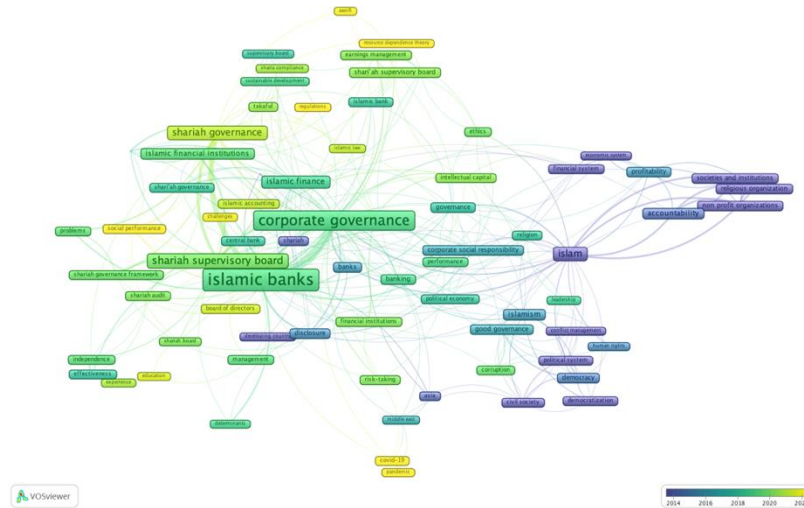 aaoifi
resource dependence theory
supervisory board
earnings management
sharia compliance
shari'ah supervisory board
sustainable development
takaful
regulations
islamic bank
shariah governance
ethics
islamic law
islamic financial institutions
economic system
financial system
profitability
intellectual capital
societies and institutions
islamic finance
shari'ah governance
religious organization
islamic accounting
governance
non profit organizations
accountability
challenges
corporate governance
social performance
problems
religion
central bank
shariah
corporate social responsibility
islam
shariah supervisory board
performance
banks
shariah governance framework
islamic banks
banking
shariah audit
political economy
leadership
board of directors
islamism
financial institutions
good governance
conflict management
disclosure
shariah board
human rights
independence
management
political system
effectiveness
education
corruption
experience
risk-taking
democracy
asia
civil society
democratization
determinants
middle east
covid-19
pandemic
VOSviewer
2014 2016 2018 2020